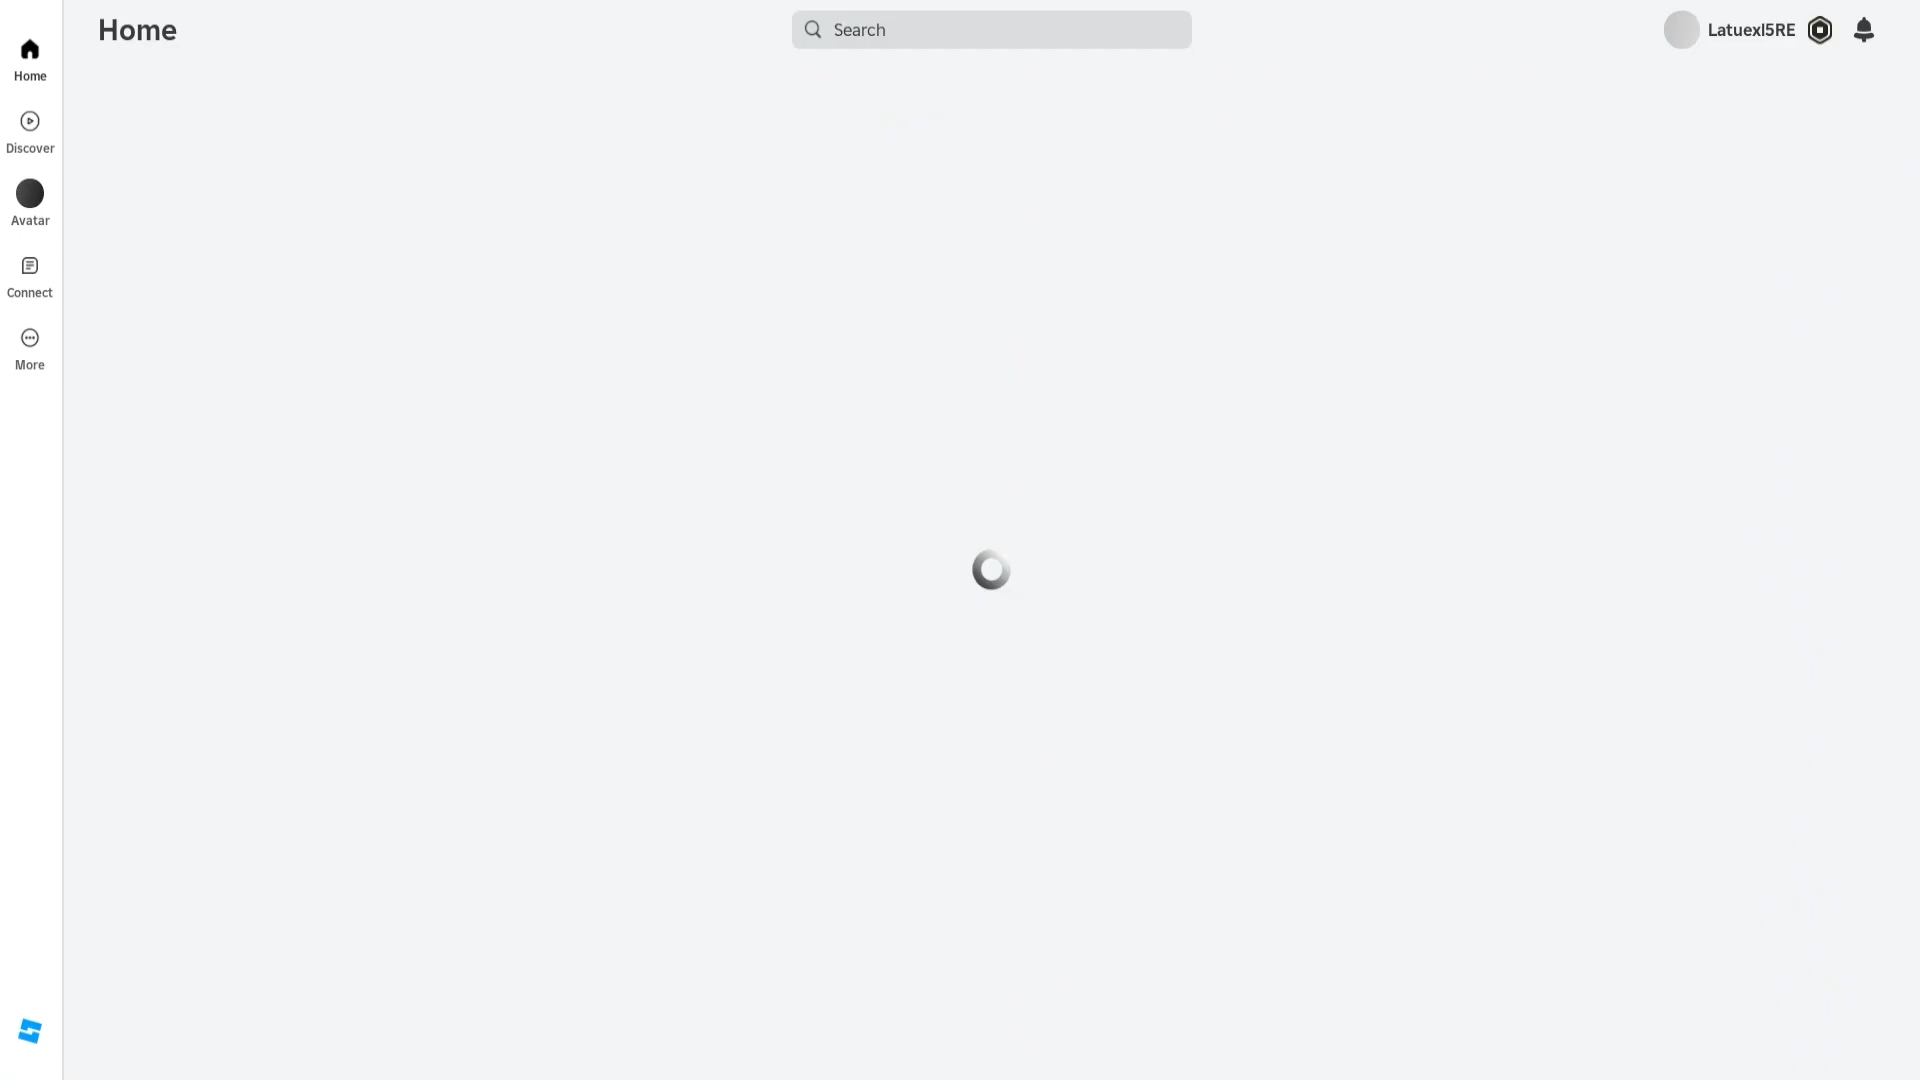 Home
Search
Latuexl5RE
Home
Discover
Avatar
Connect
More